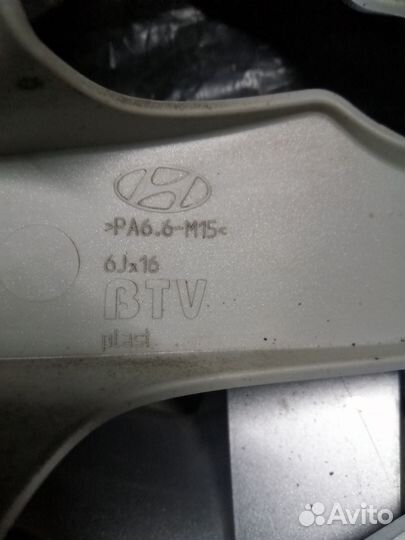 >PA6.6-M15<
6Jx16
BTV
plast
Avito